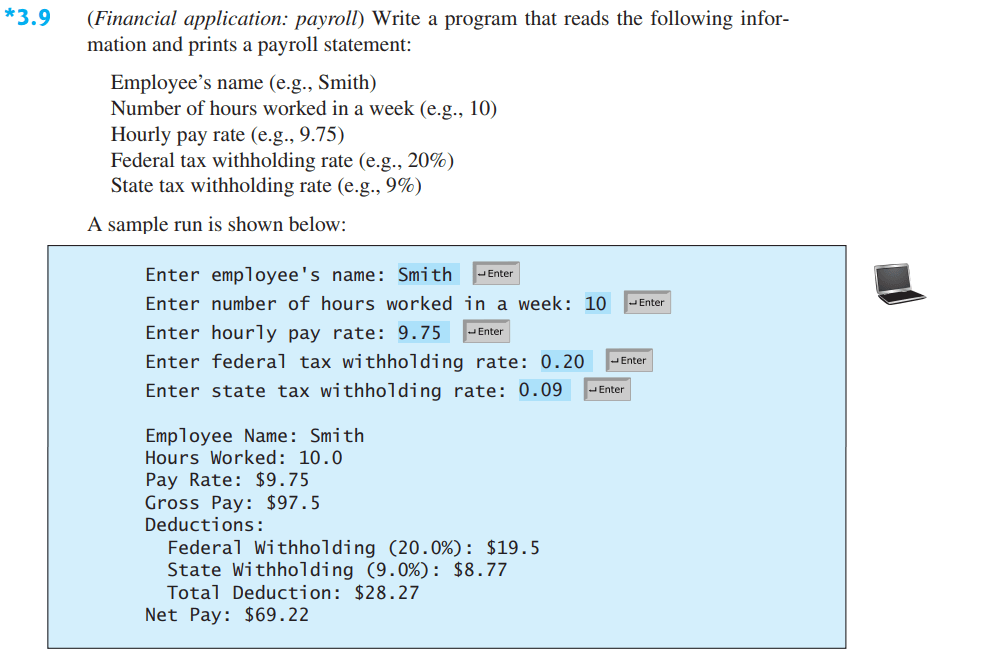 *3.9 (Financial application: payroll) Write a program that reads the following infor-
mation and prints a payroll statement:
Employee’s name (e.g., Smith)
Number of hours worked in a week (e.g., 10)
Hourly pay rate (e.g., 9.75)
Federal tax withholding rate (e.g., 20%)
State tax withholding rate (e.g., 9%)
A sample run is shown below:
Enter employee's name: Smith ↵Enter
Enter number of hours worked in a week: 10 ↵Enter
Enter hourly pay rate: 9.75 ↵Enter
Enter federal tax withholding rate: 0.20 ↵Enter
Enter state tax withholding rate: 0.09 ↵Enter
Employee Name: Smith
Hours Worked: 10.0
Pay Rate: $9.75
Gross Pay: $97.5
Deductions:
Federal Withholding (20.0%): $19.5
State Withholding (9.0%): $8.77
Total Deduction: $28.27
Net Pay: $69.22